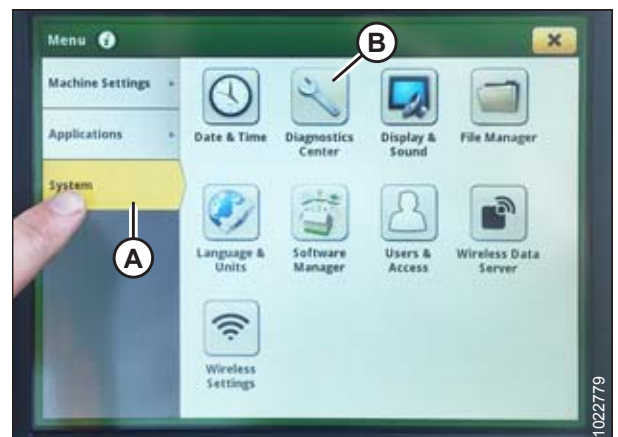 Menu i
B
Machine Settings
Applications
System
A
Date & Time
Diagnostics
Center
Display &
Sound
File Manager
Language &
Units
Software
Manager
Users &
Access
Wireless Data
Server
Wireless
Settings
1022779